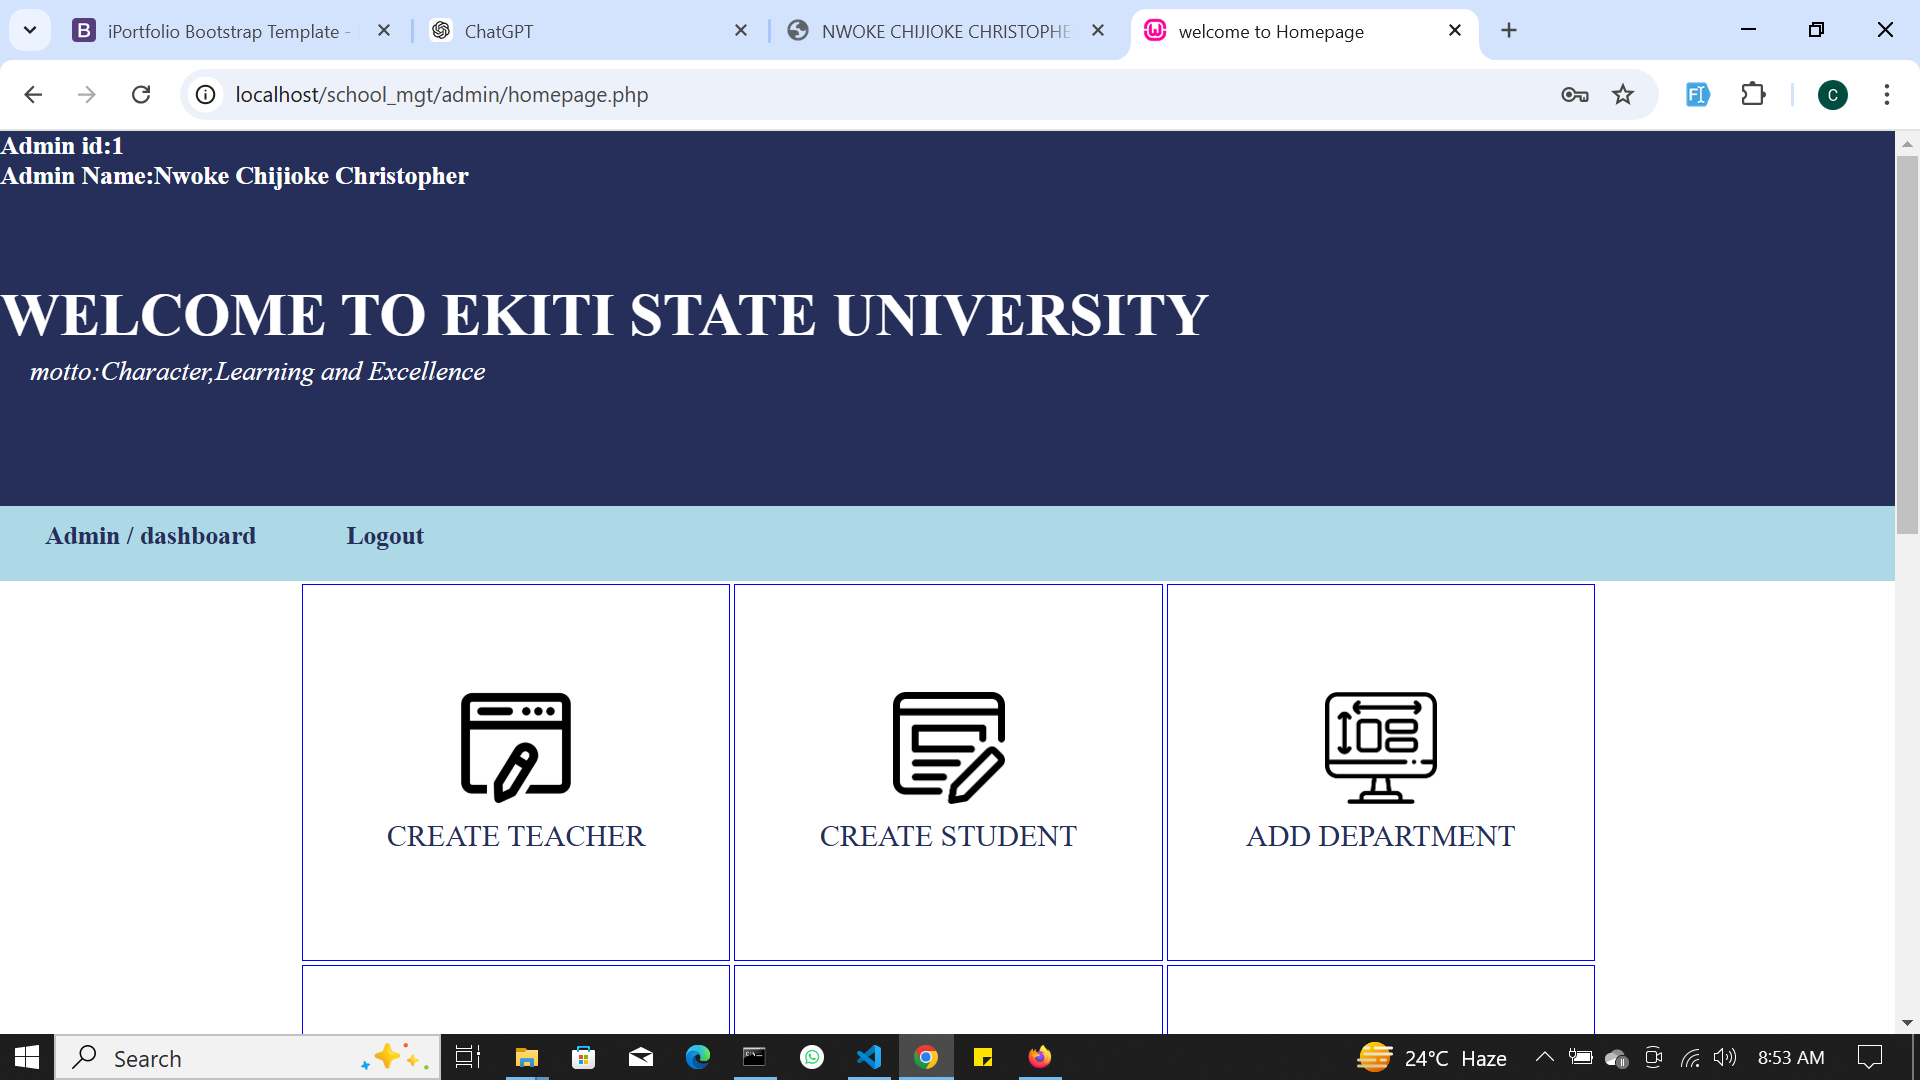 iPortfolio Bootstrap Template -
ChatGPT
NWOKE CHIJIOKE CHRISTOPHE
welcome to Homepage
localhost/school_mgt/admin/homepage.php
C
Admin id:1
Admin Name:Nwoke Chijioke Christopher
WELCOME TO EKITI STATE UNIVERSITY
motto:Character,Learning and Excellence
Admin / dashboard
Logout
CREATE TEACHER
CREATE STUDENT
ADD DEPARTMENT
Search
24°C Haze
8:53 AM